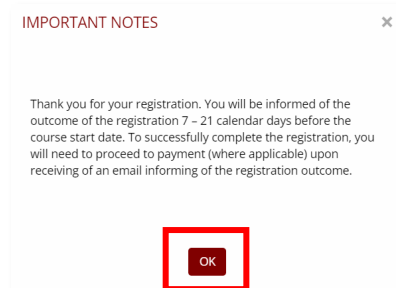 IMPORTANT NOTES
×
Thank you for your registration. You will be informed of the
outcome of the registration 7 – 21 calendar days before the
course start date. To successfully complete the registration, you
will need to proceed to payment (where applicable) upon
receiving of an email informing of the registration outcome.
OK